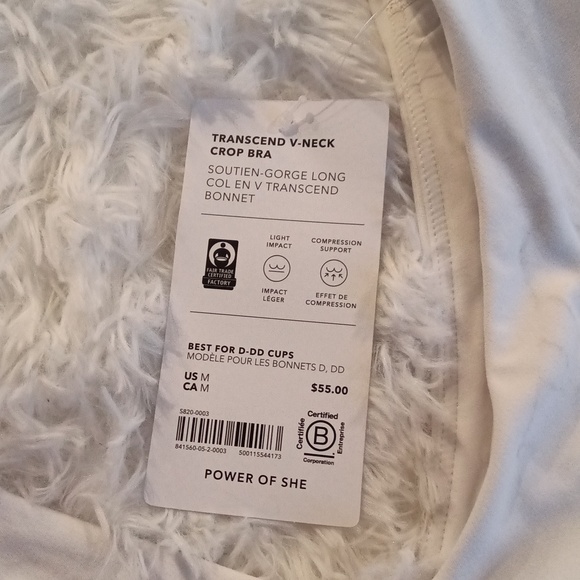 TRANSCEND V-NECK
CROP BRA
SOUTIEN-GORGE LONG
COL EN V TRANSCEND
BONNET
FAIR TRADE
CERTIFIED
FACTORY
LIGHT
IMPACT
IMPACT
LÉGER
COMPRESSION
SUPPORT
EFFET DE
COMPRESSION
BEST FOR D-DD CUPS
MODÈLE POUR LES BONNETS D, DD
US M
CA M
$55.00
5820-0003
841560-05-2-0003 500115544173
Certified
Certifiée
B
Entreprise
Corporation
POWER OF SHE